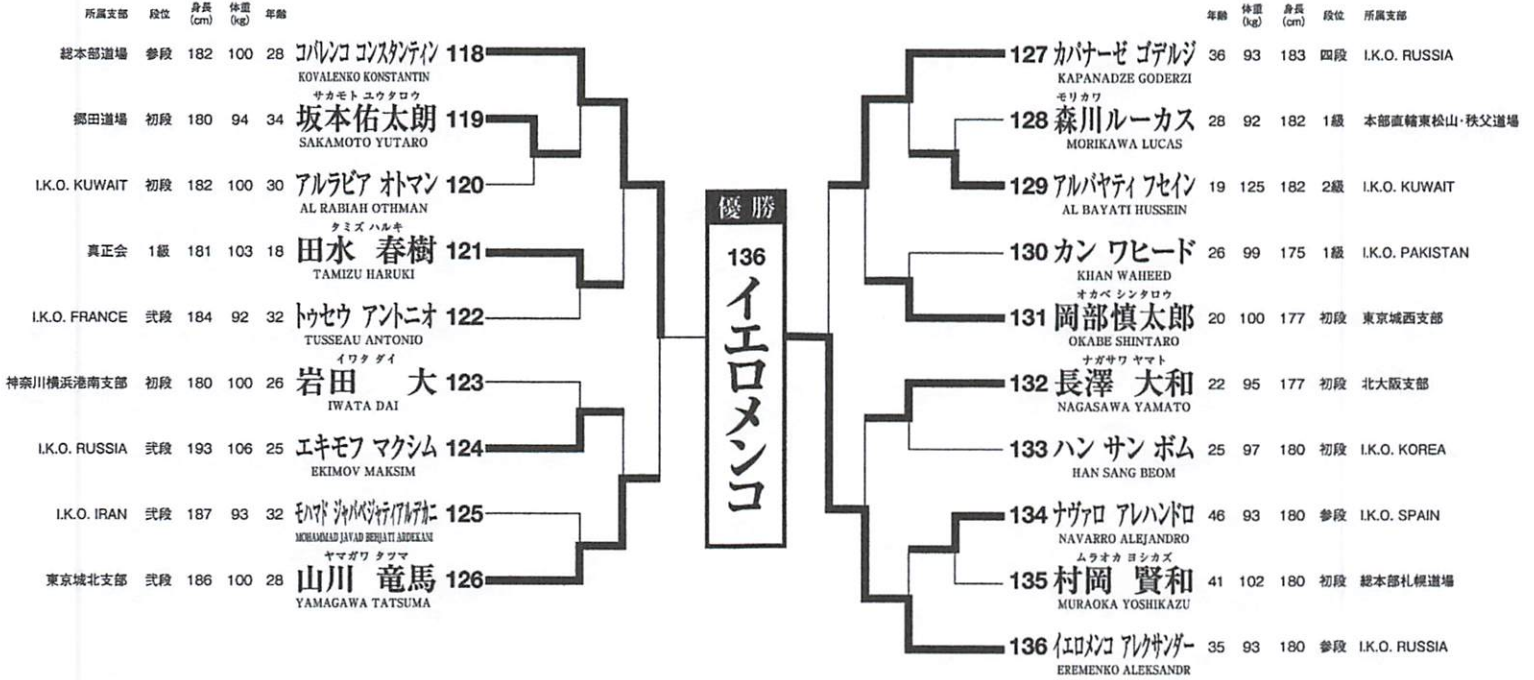 所属支部 段位 身長(cm) 体重(kg) 年齢
総本部道場 参段 182 100 28 コバレンコ コンスタンティン 118
KOVALENKO KONSTANTIN
サカモト ユウタロウ
郷田道場 初段 180 94 34 坂本佑太朗 119
SAKAMOTO YUTARO
I.K.O. KUWAIT 初段 182 100 30 アルラビア オトマン 120
AL RABIAH OTHMAN
タミズ ハルキ
真正会 1級 181 103 18 田水 春樹 121
TAMIZU HARUKI
I.K.O. FRANCE 弐段 184 92 32 トゥセウ アントニオ 122
TUSSEAU ANTONIO
イワタ ダイ
神奈川横浜港南支部 初段 180 100 26 岩田 大 123
IWATA DAI
I.K.O. RUSSIA 弐段 193 106 25 エキモフ マクシム 124
EKIMOV MAKSIM
I.K.O. IRAN 弐段 187 93 32 モハマド ジャバベジャティアルデカニ 125
MOHAMMAD JAVAD BEHJATI ARDEKANI
ヤマガワ タツマ
東京城北支部 弐段 186 100 28 山川 竜馬 126
YAMAGAWA TATSUMA
優勝
136
イエロメンコ
年齢 体重(kg) 身長(cm) 段位 所属支部
127 カパナーゼ ゴデルジ 36 93 183 四段 I.K.O. RUSSIA
KAPANADZE GODERZI
モリカワ
128 森川ルーカス 28 92 182 1級 本部直轄東松山・秩父道場
MORIKAWA LUCAS
129 アルバヤティ フセイン 19 125 182 2級 I.K.O. KUWAIT
AL BAYATI HUSSEIN
130 カン ワヒード 26 99 175 1級 I.K.O. PAKISTAN
KHAN WAHEED
オカベ シンタロウ
131 岡部慎太郎 20 100 177 初段 東京城西支部
OKABE SHINTARO
ナガサワ ヤマト
132 長澤 大和 22 95 177 初段 北大阪支部
NAGASAWA YAMATO
133 ハン サン ボム 25 97 180 初段 I.K.O. KOREA
HAN SANG BEOM
134 ナヴァロ アレハンドロ 46 93 180 参段 I.K.O. SPAIN
NAVARRO ALEJANDRO
ムラオカ ヨシカズ
135 村岡 賢和 41 102 180 初段 総本部札幌道場
MURAOKA YOSHIKAZU
136 イエロメンコ アレクサンダー 35 93 180 参段 I.K.O. RUSSIA
EREMENKO ALEKSANDR